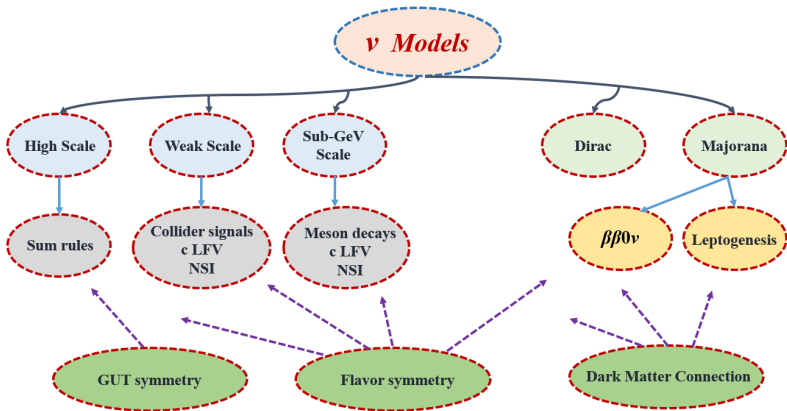 ν Models
High Scale
Weak Scale
Sub-GeV
Scale
Dirac
Majorana
Sum rules
Collider signals
c LFV
NSI
Meson decays
c LFV
NSI
ββ0ν
Leptogenesis
GUT symmetry
Flavor symmetry
Dark Matter Connection